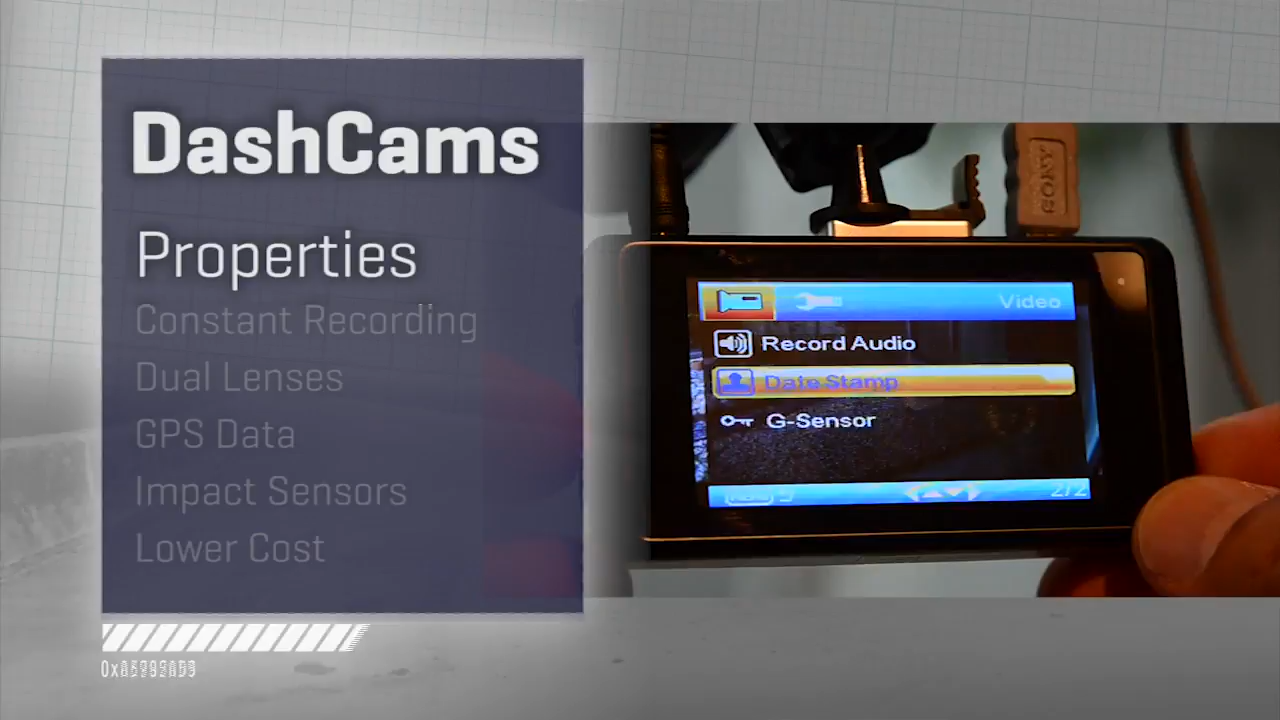 DashCams
Properties
Constant Recording
Dual Lenses
GPS Data
Impact Sensors
Lower Cost
SONY
Video
Record Audio
Date Stamp
G-Sensor
2/2